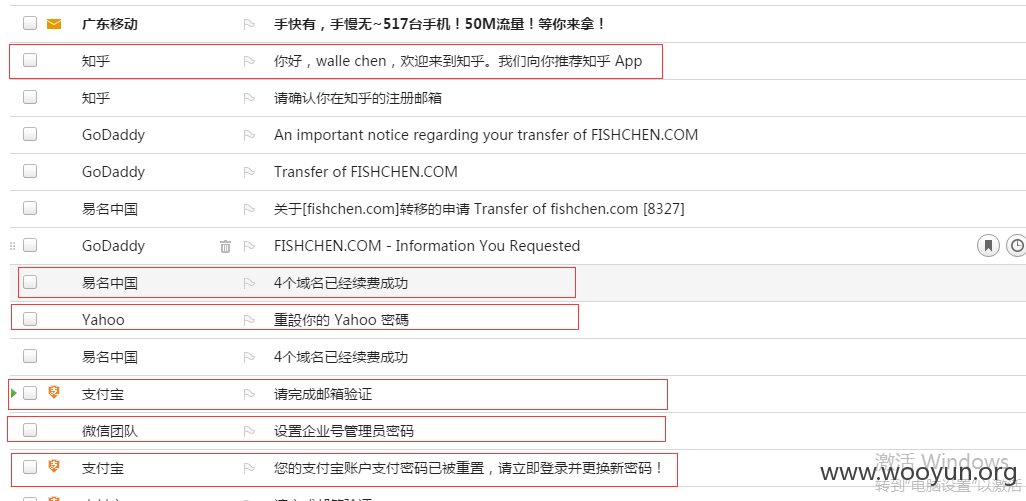 广东移动 手快有，手慢无~517台手机！50M流量！等你来拿！
知乎 你好，walle chen，欢迎来到知乎。我们向你推荐知乎 App
知乎 请确认你在知乎的注册邮箱
GoDaddy An important notice regarding your transfer of FISHCHEN.COM
GoDaddy Transfer of FISHCHEN.COM
易名中国 关于[fishchen.com]转移的申请 Transfer of fishchen.com [8327]
GoDaddy FISHCHEN.COM - Information You Requested
易名中国 4个域名已经续费成功
Yahoo 重設你的 Yahoo 密碼
易名中国 4个域名已经续费成功
支付宝 请完成邮箱验证
微信团队 设置企业号管理员密码
支付宝 您的支付宝账户支付密码已被重置，请立即登录并更换新密码！
激活 Windows
www.wooyun.org
转到"电脑设置"以激活